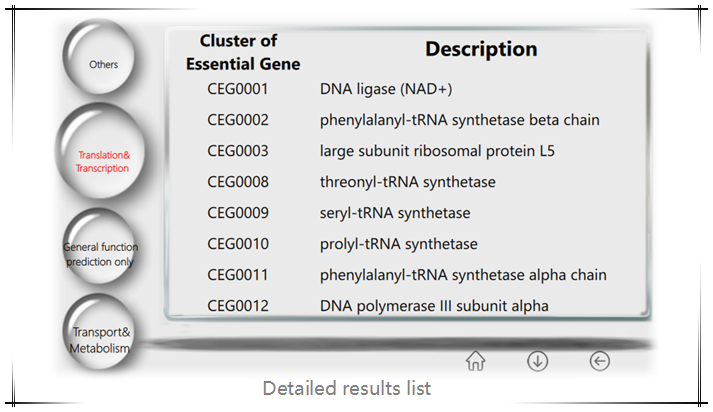 Others
Translation&
Transcription
General function
prediction only
Transport&
Metabolism
Cluster of
Essential Gene
Description
CEG0001 DNA ligase (NAD+)
CEG0002 phenylalanyl-tRNA synthetase beta chain
CEG0003 large subunit ribosomal protein L5
CEG0008 threonyl-tRNA synthetase
CEG0009 seryl-tRNA synthetase
CEG0010 prolyl-tRNA synthetase
CEG0011 phenylalanyl-tRNA synthetase alpha chain
CEG0012 DNA polymerase III subunit alpha
Detailed results list